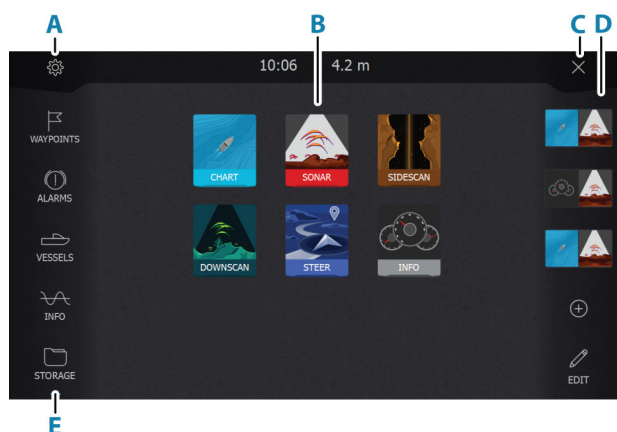 A
B
C D
10:06 4.2 m
WAYPOINTS
ALARMS
VESSELS
INFO
STORAGE
CHART SONAR SIDESCAN
DOWNSCAN STEER INFO
EDIT
E